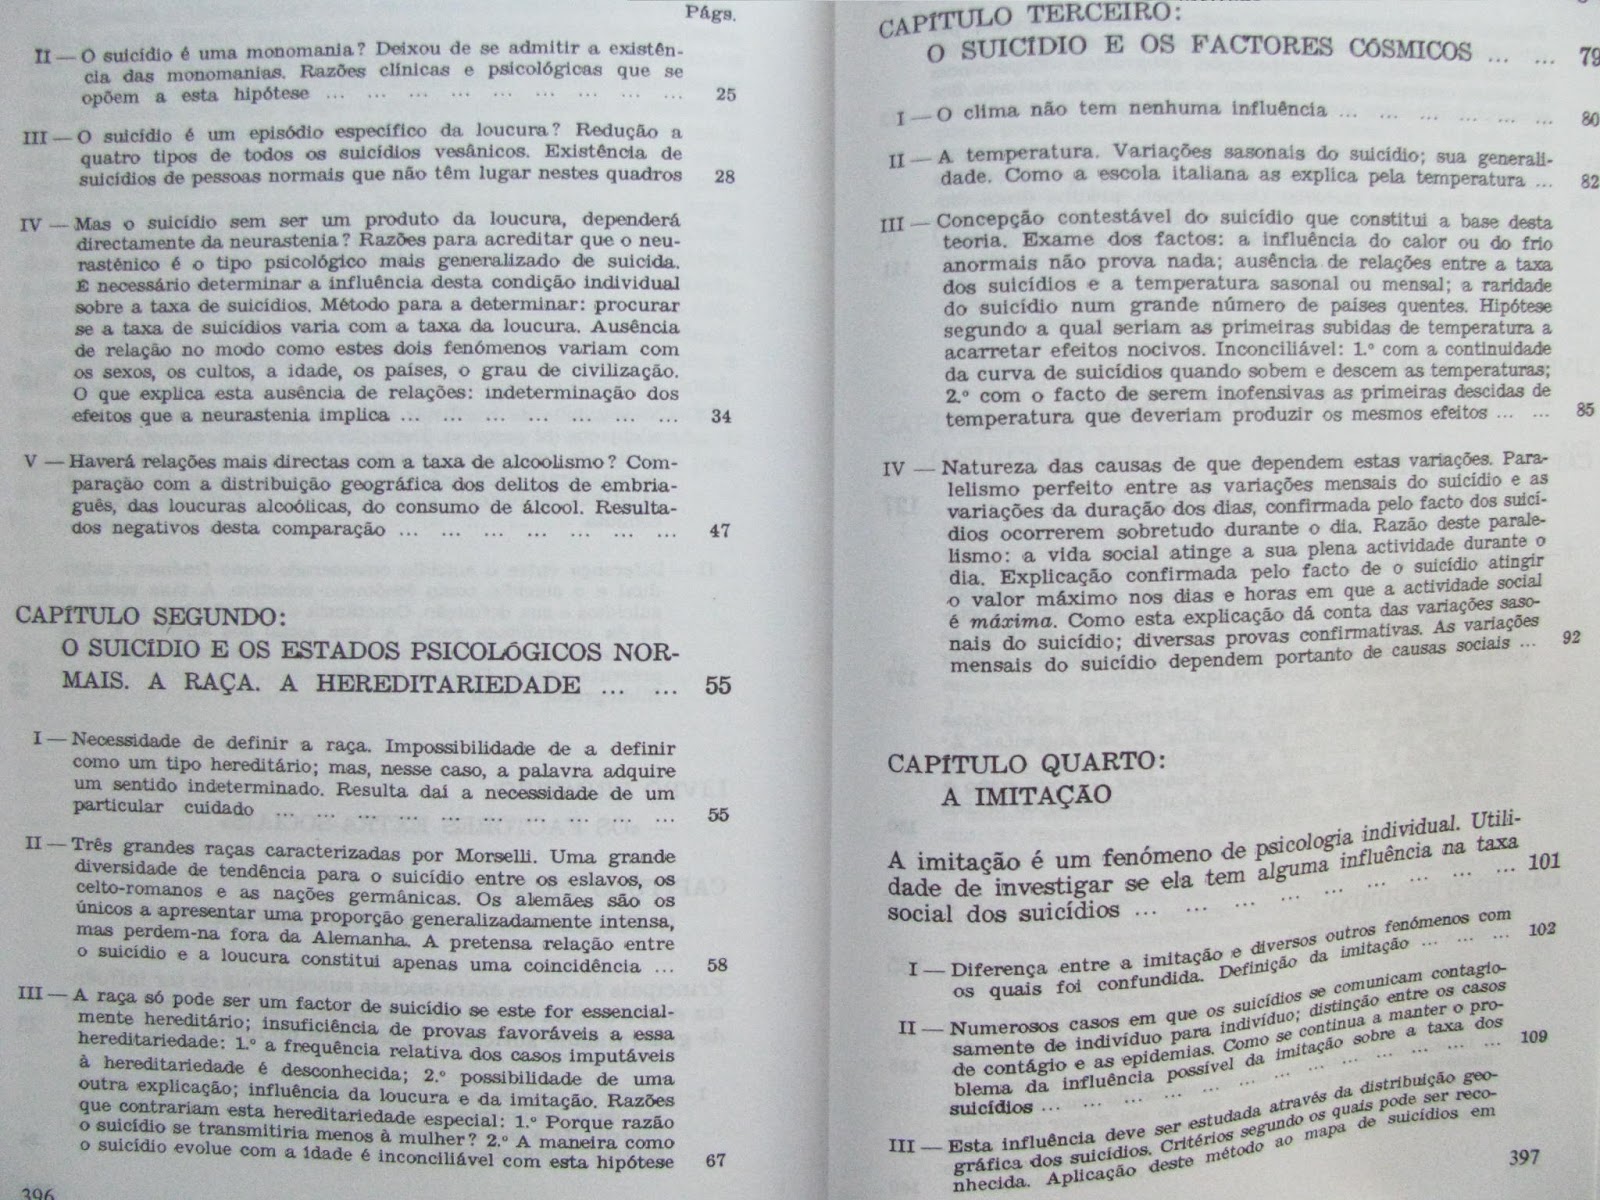 Págs.
II — O suicídio é uma monomania? Deixou de se admitir a existên-
cia das monomanias. Razões clínicas e psicológicas que se
opõem a esta hipótese ... ... ... ... ... ... ... ... ... 25
III — O suicídio é um episódio específico da loucura? Redução a
quatro tipos de todos os suicídios vesânicos. Existência de
suicídios de pessoas normais que não têm lugar nestes quadros 28
IV — Mas o suicídio sem ser um produto da loucura, dependerá
directamente da neurastenia? Razões para acreditar que o neu-
rasténico é o tipo psicológico mais generalizado de suicida.
É necessário determinar a influência desta condição individual
sobre a taxa de suicídios. Método para a determinar: procurar
se a taxa de suicídios varia com a taxa da loucura. Ausência
de relação no modo como estes dois fenómenos variam com
os sexos, os cultos, a idade, os países, o grau de civilização.
O que explica esta ausência de relações: indeterminação dos
efeitos que a neurastenia implica ... ... ... ... ... ... ... 34
V — Haverá relações mais directas com a taxa de alcoolismo? Com-
paração com a distribuição geográfica dos delitos de embria-
guês, das loucuras alcoólicas, do consumo de álcool. Resulta-
dos negativos desta comparação ... ... ... ... ... ... ... 47
CAPÍTULO SEGUNDO:
O SUICÍDIO E OS ESTADOS PSICOLÓGICOS NOR-
MAIS. A RAÇA. A HEREDITARIEDADE ... ... 55
I — Necessidade de definir a raça. Impossibilidade de a definir
como um tipo hereditário; mas, nesse caso, a palavra adquire
um sentido indeterminado. Resulta daí a necessidade de um
particular cuidado ... ... ... ... ... ... ... ... ... ... 55
II — Três grandes raças caracterizadas por Morselli. Uma grande
diversidade de tendência para o suicídio entre os eslavos, os
celto-romanos e as nações germânicas. Os alemães são os
únicos a apresentar uma proporção generalizadamente intensa,
mas perdem-na fora da Alemanha. A pretensa relação entre
o suicídio e a loucura constitui apenas uma coincidência ... 58
III — A raça só pode ser um factor de suicídio se este for essencial-
mente hereditário; insuficiência de provas favoráveis a essa
hereditariedade: 1.º a frequência relativa dos casos imputáveis
à hereditariedade é desconhecida; 2.º possibilidade de uma
outra explicação; influência da loucura e da imitação. Razões
que contrariam esta hereditariedade especial: 1.º Porque razão
o suicídio se transmitiria menos à mulher? 2.º A maneira como
o suicídio evolue com a idade é inconciliável com esta hipótese 67
396
CAPÍTULO TERCEIRO:
O SUICÍDIO E OS FACTORES CÓSMICOS ... ... 79
I — O clima não tem nenhuma influência ... ... ... ... ... ... 80
II — A temperatura. Variações sasonais do suicídio; sua generali-
dade. Como a escola italiana as explica pela temperatura ... 82
III — Concepção contestável do suicídio que constitui a base desta
teoria. Exame dos factos: a influência do calor ou do frio
anormais não prova nada; ausência de relações entre a taxa
dos suicídios e a temperatura sasonal ou mensal; a raridade
do suicídio num grande número de países quentes. Hipótese
segundo a qual seriam as primeiras subidas de temperatura a
acarretar efeitos nocivos. Inconciliável: 1.º com a continuidade
da curva de suicídios quando sobem e descem as temperaturas;
2.º com o facto de serem inofensivas as primeiras descidas de
temperatura que deveriam produzir os mesmos efeitos ... ... 85
IV — Natureza das causas de que dependem estas variações. Para-
lelismo perfeito entre as variações mensais do suicídio e as
variações da duração dos dias, confirmada pelo facto dos suicí-
dios ocorrerem sobretudo durante o dia. Razão deste parale-
lismo: a vida social atinge a sua plena actividade durante o
dia. Explicação confirmada pelo facto de o suicídio atingir
o valor máximo nos dias e horas em que a actividade social
é máxima. Como esta explicação dá conta das variações saso-
nais do suicídio; diversas provas confirmativas. As variações
mensais do suicídio dependem portanto de causas sociais ... 92
CAPÍTULO QUARTO:
A IMITAÇÃO
A imitação é um fenómeno de psicologia individual. Utili-
dade de investigar se ela tem alguma influência na taxa
social dos suicídios ... ... ... ... ... ... ... ... ... ... 101
I — Diferença entre a imitação e diversos outros fenómenos com
os quais foi confundida. Definição da imitação ... ... ... 102
II — Numerosos casos em que os suicídios se comunicam contagio-
samente de indivíduo para indivíduo; distinção entre os casos
de contágio e as epidemias. Como se continua a manter o pro-
blema da influência possível da imitação sobre a taxa dos
suicídios ... ... ... ... ... ... ... ... ... ... ... 109
III — Esta influência deve ser estudada através da distribuição geo-
gráfica dos suicídios. Critérios segundo os quais pode ser reco-
nhecida. Aplicação deste método ao mapa de suicídios em
397